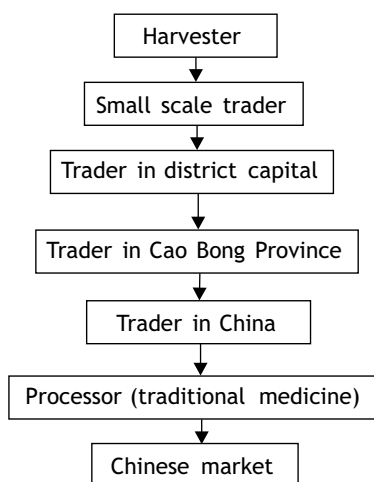 Harvester
Small scale trader
Trader in district capital
Trader in Cao Bong Province
Trader in China
Processor (traditional medicine)
Chinese market